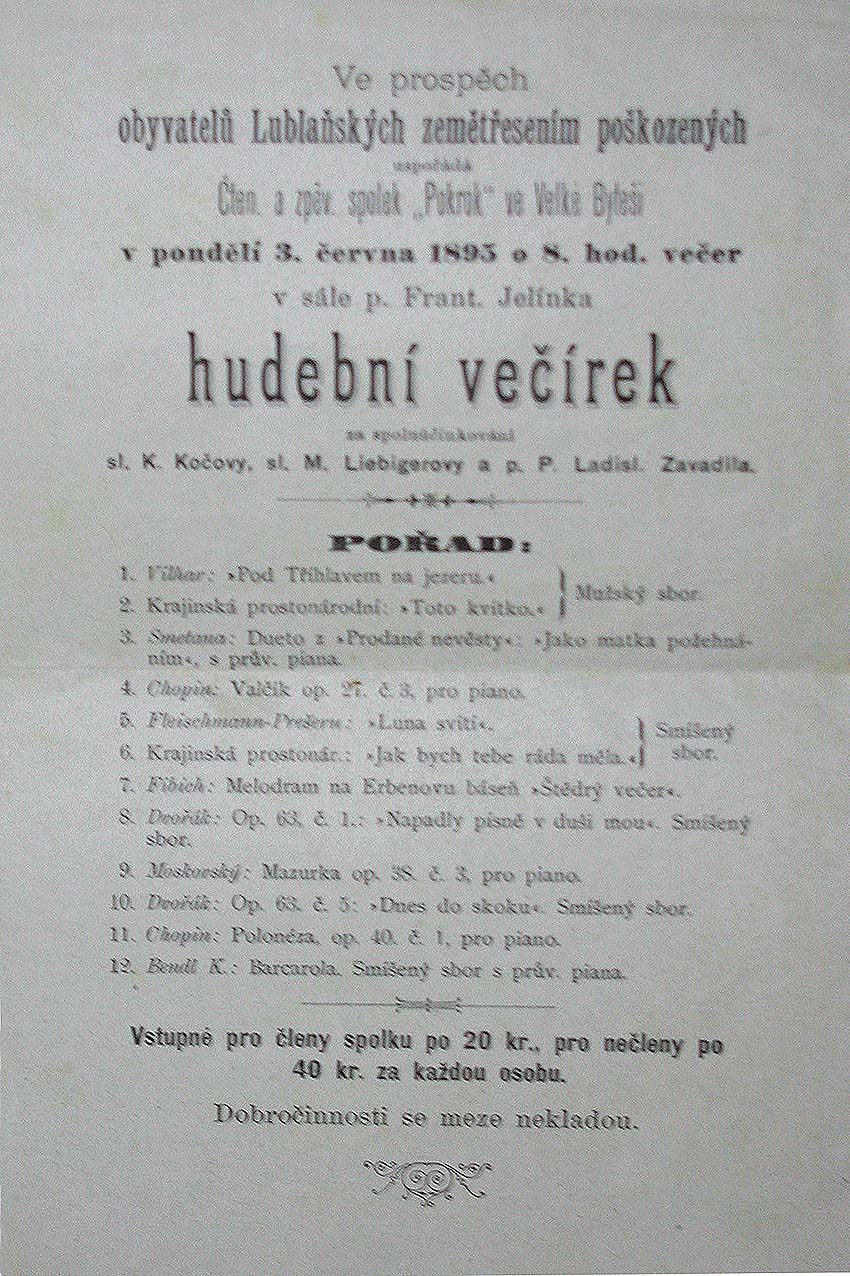 Ve prospěch
obyvatelů Lublaňských zemětřesením poškozených
uspořádá
Čten. a zpěv. spolek „Pokrok“ ve Velké Byteši
v pondělí 3. června 1895 o 8. hod. večer
v sále p. Frant. Jelínka
hudební večírek
za spoluúčinkování
sl. K. Kočovy, sl. M. Liebigerovy a p. P. Ladisl. Zavadila.
POŘAD:
1. Vilhar: »Pod Tříhlavem na jezeru.«
2. Krajinská prostonárodní: »Toto kvítko.« } Mužský sbor.
3. Smetana: Dueto z »Prodané nevěsty«: »Jako matka požehná-
ním«, s prův. piana.
4. Chopin: Valčík op. 27. č. 3, pro piano.
5. Fleischmann-Prešeru: »Luna svítí«.
6. Krajinská prostonár.: »Jak bych tebe ráda měla.« } Smíšený sbor.
7. Fibich: Melodram na Erbenovu báseň »Štědrý večer«.
8. Dvořák: Op. 63, č. 1.: »Napadly písně v duši mou«. Smíšený
sbor.
9. Moskovský: Mazurka op. 38. č. 3, pro piano.
10. Dvořák: Op. 63. č. 5: »Dnes do skoku«. Smíšený sbor.
11. Chopin: Polonéza, op. 40. č. 1, pro piano.
12. Bendl K.: Barcarola. Smíšený sbor s prův. piana.
Vstupné pro členy spolku po 20 kr., pro nečleny po
40 kr. za každou osobu.
Dobročinnosti se meze nekladou.